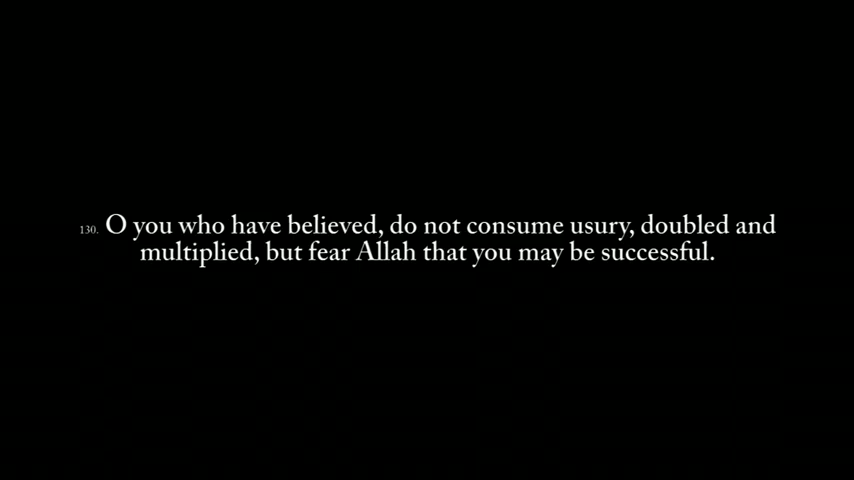 130. O you who have believed, do not consume usury, doubled and
multiplied, but fear Allah that you may be successful.